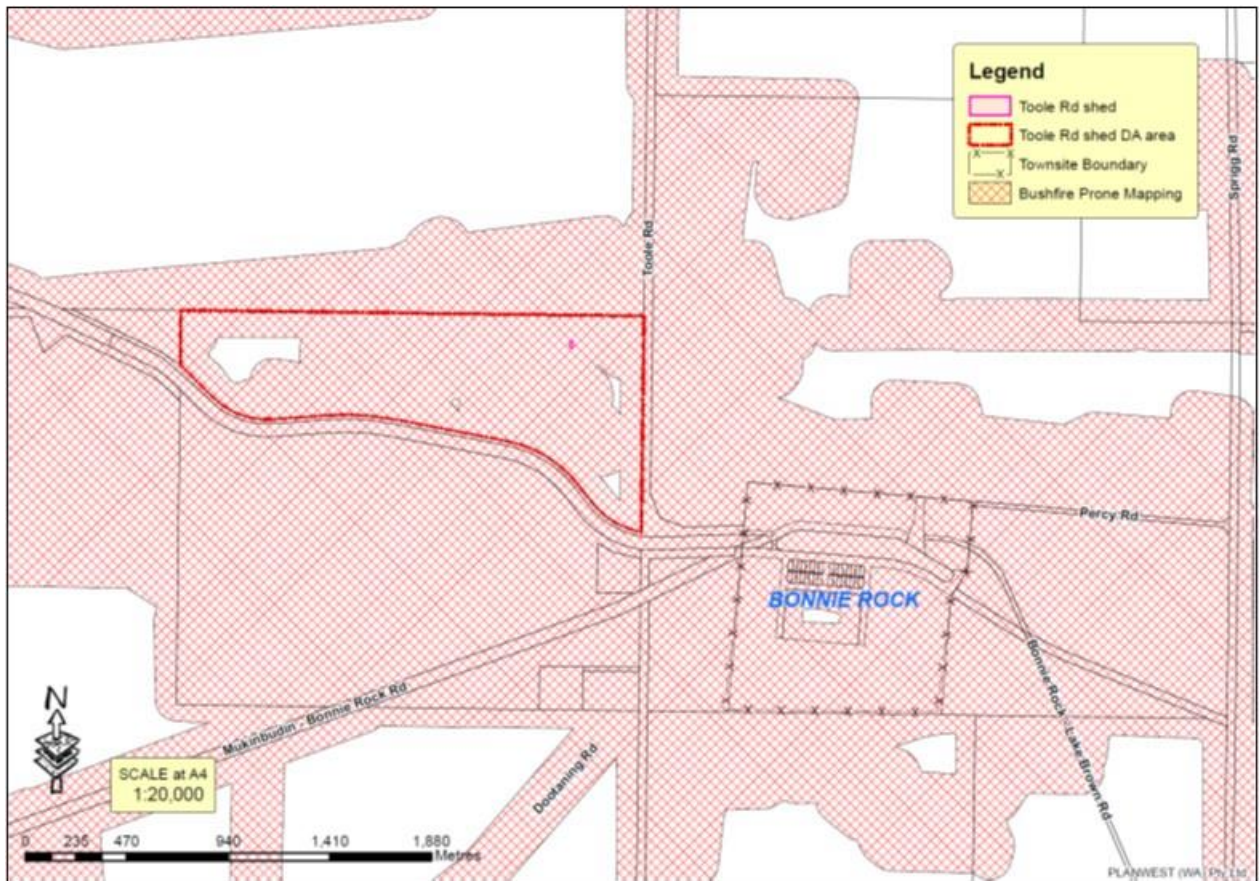 Legend
Toole Rd shed
Toole Rd shed DA area
Townsite Boundary
Bushfire Prone Mapping
Sprigg Rd
Toole Rd
Percy Rd
BONNIE ROCK
Mukinbudin - Bonnie Rock Rd
Bonnie Rock - Lake Brown Rd
Dootaning Rd
N
SCALE at A4
1:20,000
0 235 470 940 1,410 1,880
Metres
PLANWEST (WA) Pty Ltd